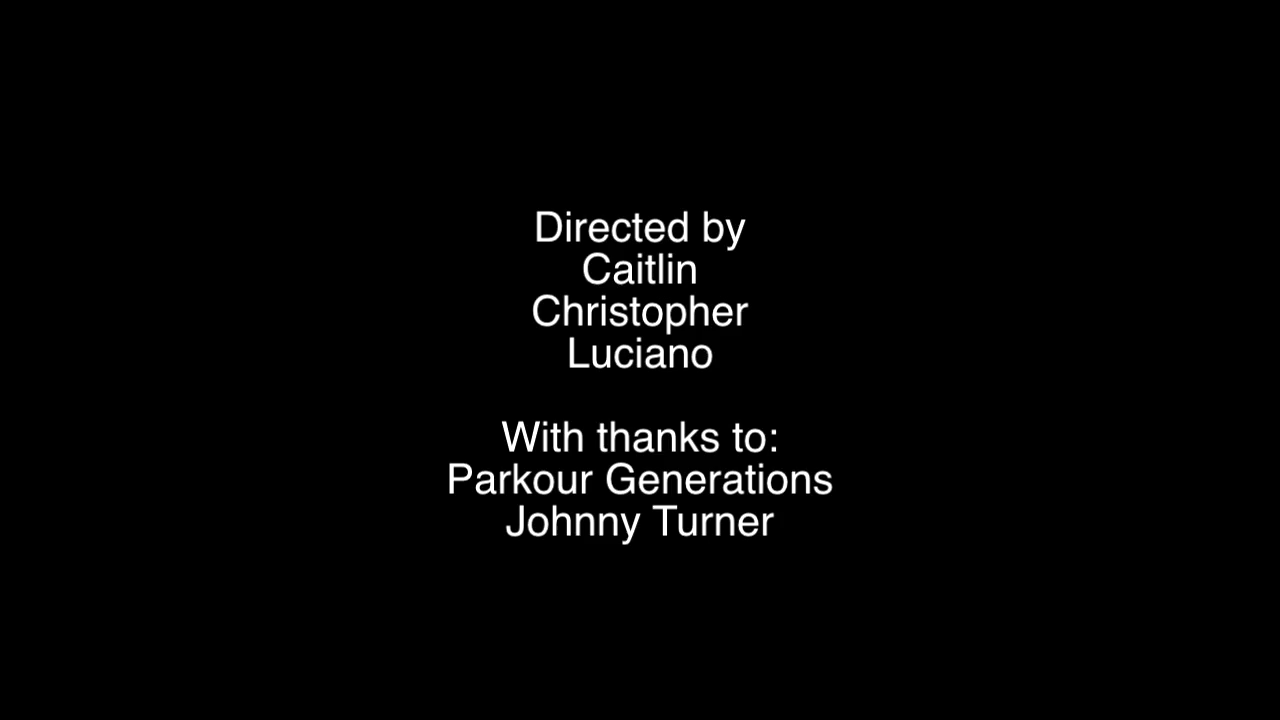 Directed by
Caitlin
Christopher
Luciano
With thanks to:
Parkour Generations
Johnny Turner